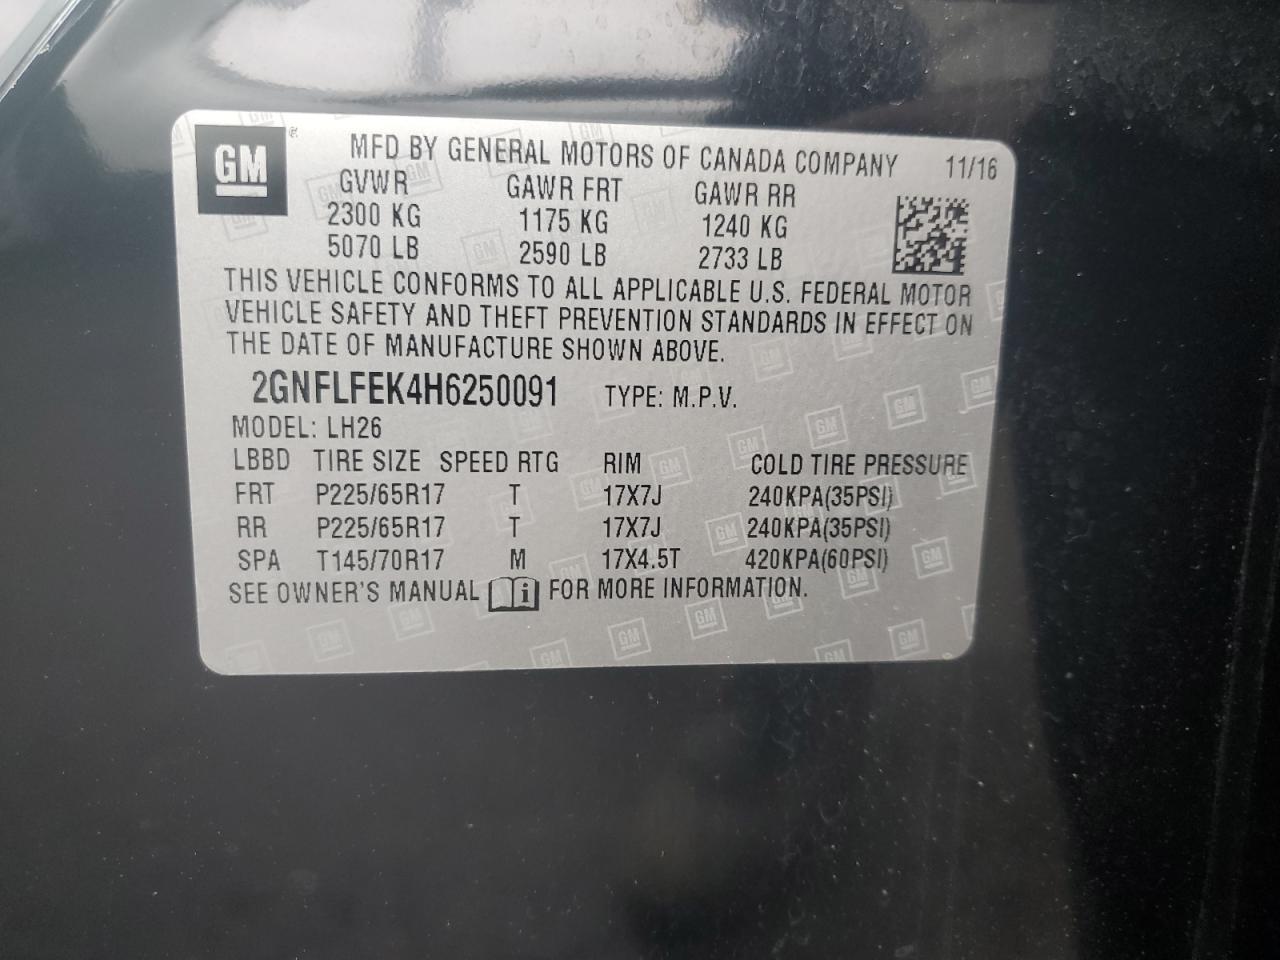 GM ® MFD BY GENERAL MOTORS OF CANADA COMPANY 11/16
GVWR GAWR FRT GAWR RR
2300 KG 1175 KG 1240 KG
5070 LB 2590 LB 2733 LB
THIS VEHICLE CONFORMS TO ALL APPLICABLE U.S. FEDERAL MOTOR
VEHICLE SAFETY AND THEFT PREVENTION STANDARDS IN EFFECT ON
THE DATE OF MANUFACTURE SHOWN ABOVE.
2GNFLFEK4H6250091 TYPE: M.P.V.
MODEL: LH26
LBBD TIRE SIZE SPEED RTG RIM COLD TIRE PRESSURE
FRT P225/65R17 T 17X7J 240KPA(35PSI)
RR P225/65R17 T 17X7J 240KPA(35PSI)
SPA T145/70R17 M 17X4.5T 420KPA(60PSI)
SEE OWNER'S MANUAL i FOR MORE INFORMATION.